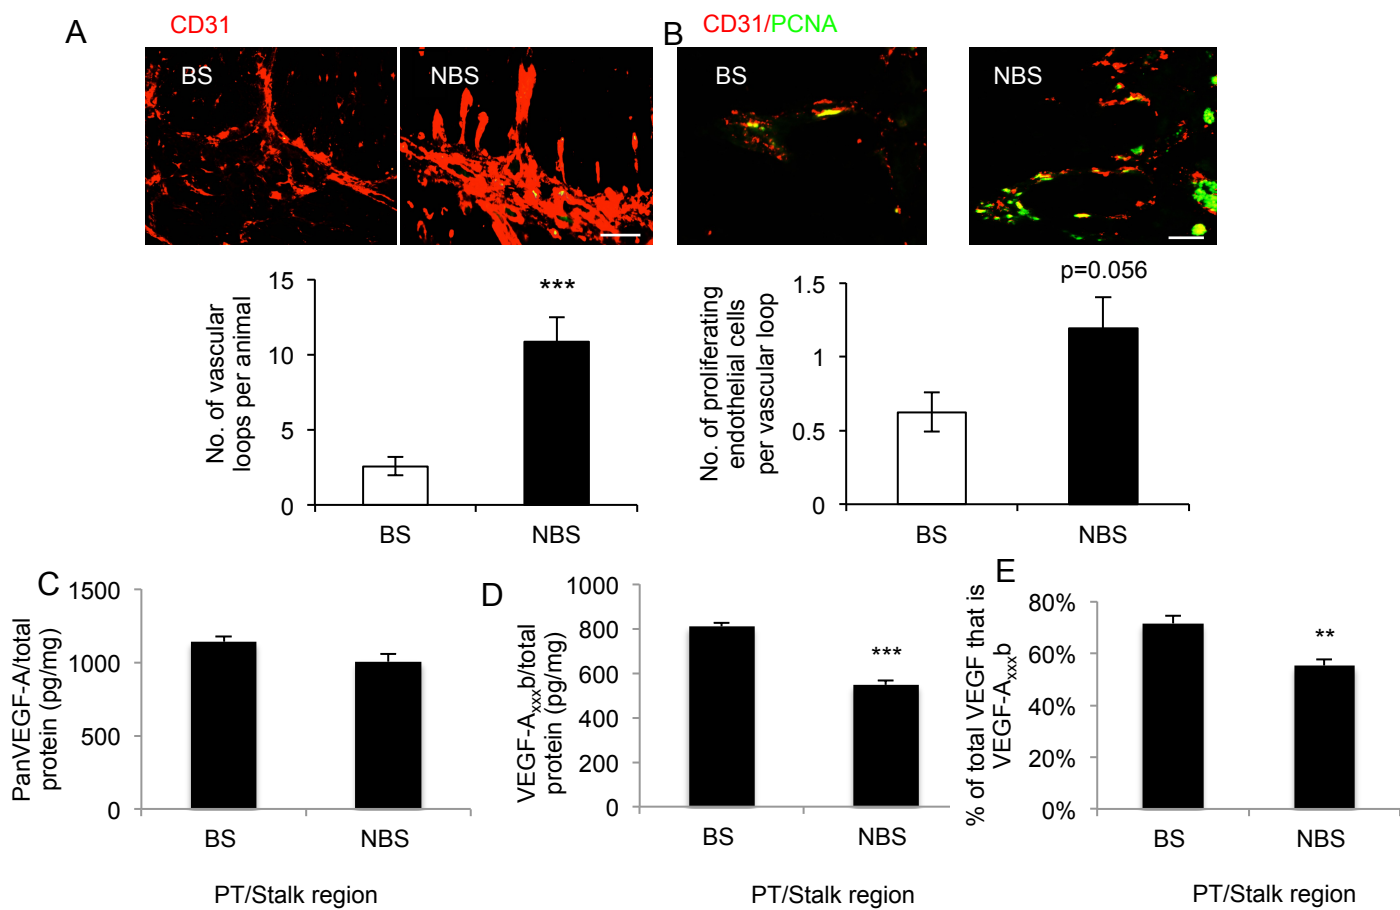 A
CD31
BS
NBS
B
CD31/PCNA
BS
NBS
No. of vascular
loops per animal
15
10
5
0
***
BS
NBS
No. of proliferating
endothelial cells
per vascular loop
1.5
1
0.5
0
p=0.056
BS
NBS
C
PanVEGF-A/total
protein (pg/mg)
1500
1000
500
0
BS
NBS
PT/Stalk region
D
VEGF-Axxxb/total
protein (pg/mg)
1000
800
600
400
200
0
***
BS
NBS
PT/Stalk region
E
% of total VEGF that is
VEGF-Axxxb
80%
60%
40%
20%
0%
**
BS
NBS
PT/Stalk region